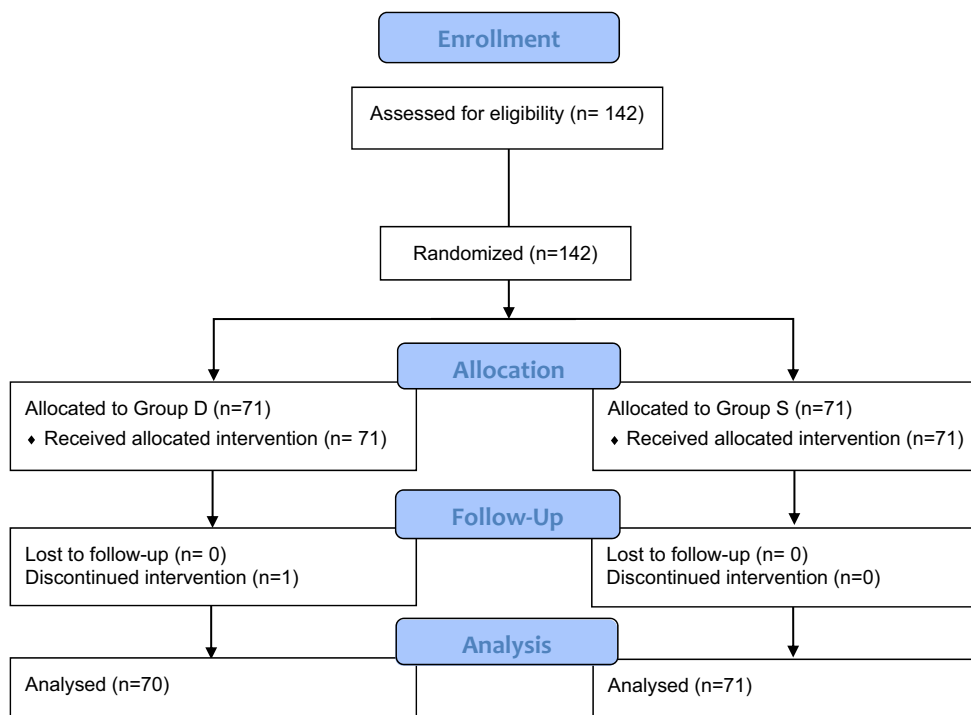 Enrollment
Assessed for eligibility (n= 142)
Randomized (n=142)
Allocation
Allocated to Group D (n=71)
♦ Received allocated intervention (n= 71)
Allocated to Group S (n=71)
♦ Received allocated intervention (n=71)
Follow-Up
Lost to follow-up (n= 0)
Discontinued intervention (n=1)
Lost to follow-up (n= 0)
Discontinued intervention (n=0)
Analysis
Analysed (n=70)
Analysed (n=71)